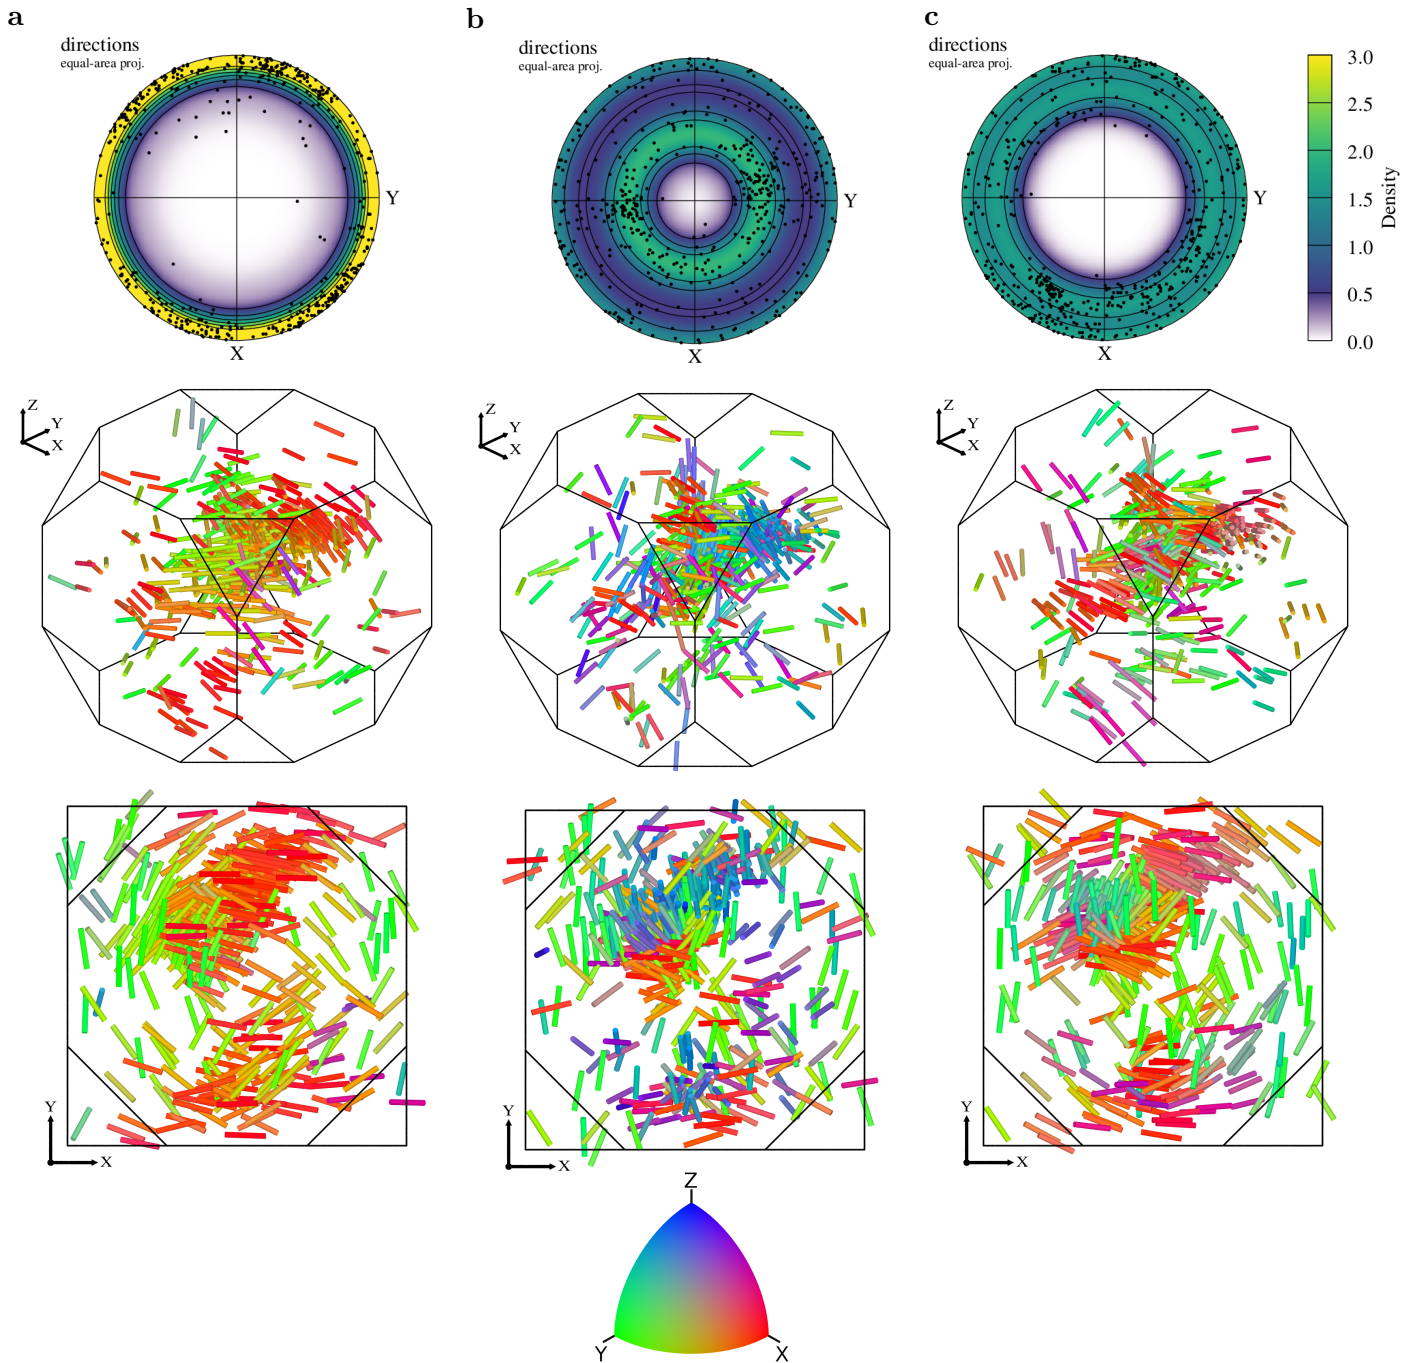 a
b
c
directions
equal-area proj.
Y
X
directions
equal-area proj.
Y
X
directions
equal-area proj.
Y
X
3.0
2.5
2.0
1.5
1.0
0.5
0.0
Density
Z
Y
X
Z
Y
X
Z
Y
X
Y
X
Y
X
Y
X
Z
Y
X